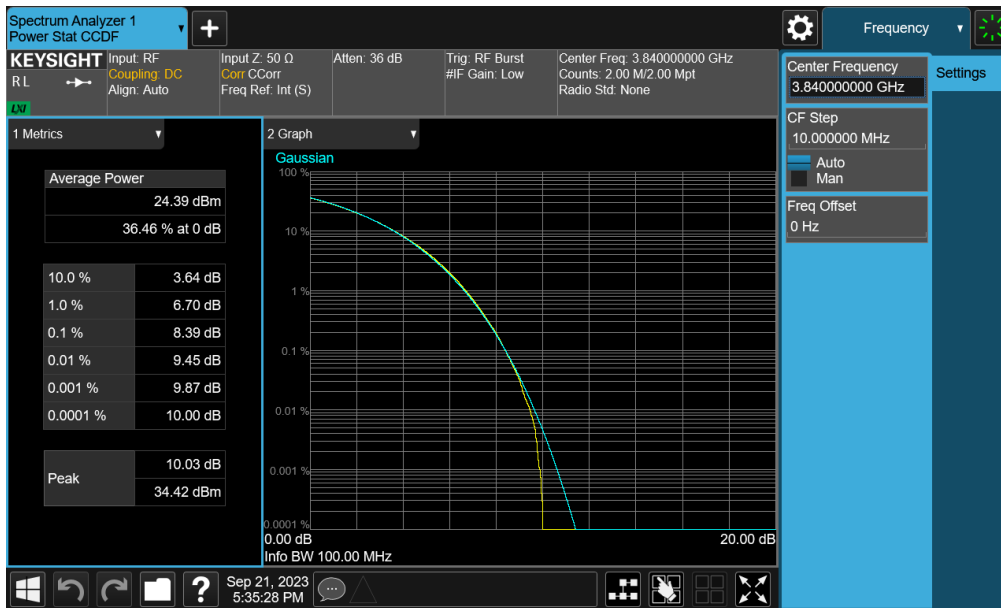 Spectrum Analyzer 1
Power Stat CCDF
Frequency
KEYSIGHT
R L
LXI
Input: RF
Coupling: DC
Align: Auto
Input Z: 50 Ω
Corr CCorr
Freq Ref: Int (S)
Atten: 36 dB
Trig: RF Burst
#IF Gain: Low
Center Freq: 3.840000000 GHz
Counts: 2.00 M/2.00 Mpt
Radio Std: None
Center Frequency
3.840000000 GHz
Settings
CF Step
10.000000 MHz
Auto
Man
Freq Offset
0 Hz
1 Metrics
Average Power
24.39 dBm
36.46 % at 0 dB
10.0 % 3.64 dB
1.0 % 6.70 dB
0.1 % 8.39 dB
0.01 % 9.45 dB
0.001 % 9.87 dB
0.0001 % 10.00 dB
Peak 10.03 dB
34.42 dBm
2 Graph
Gaussian
100 %
10 %
1 %
0.1 %
0.01 %
0.001 %
0.0001 %
0.00 dB 20.00 dB
Info BW 100.00 MHz
?
Sep 21, 2023
5:35:28 PM